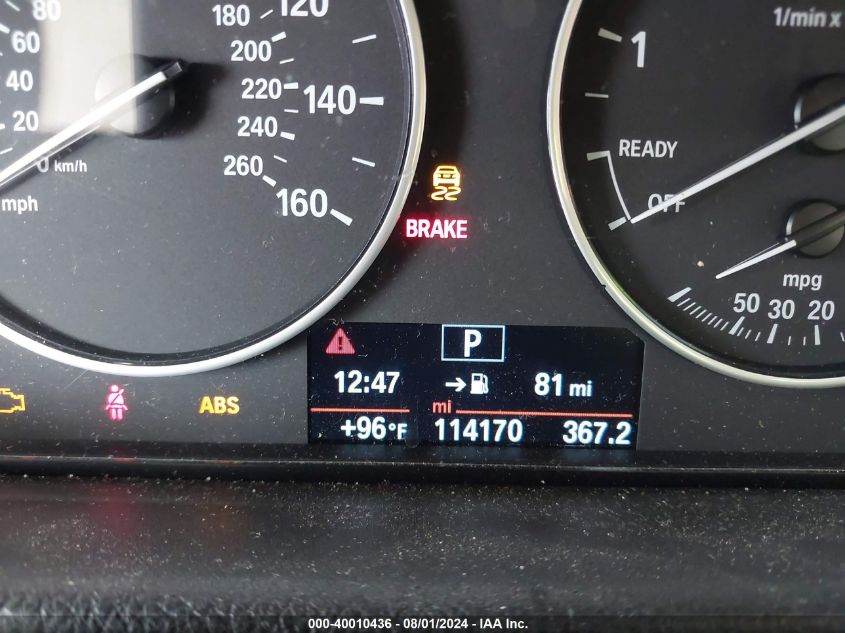 80
60
40
20
0 km/h
mph
180
200
220
240
260
120
140
160
BRAKE
1/min x
1
READY
OFF
mpg
50 30 20
P
12:47 81 mi
mi
+96°F 114170 367.2
ABS
000-40010436 - 08/01/2024 - IAA Inc.